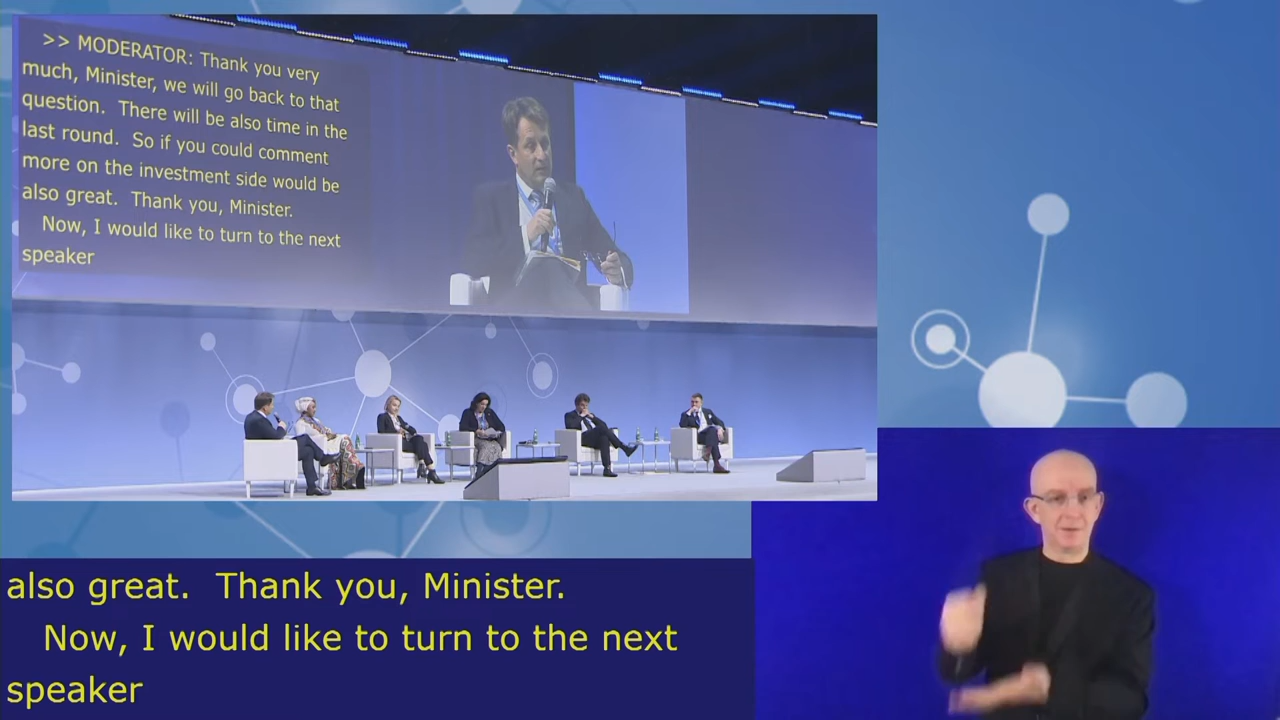 >> MODERATOR: Thank you very
much, Minister, we will go back to that
question.  There will be also time in the
last round.  So if you could comment
more on the investment side would be
also great.  Thank you, Minister.
Now, I would like to turn to the next
speaker
also great.  Thank you, Minister.
Now, I would like to turn to the next
speaker